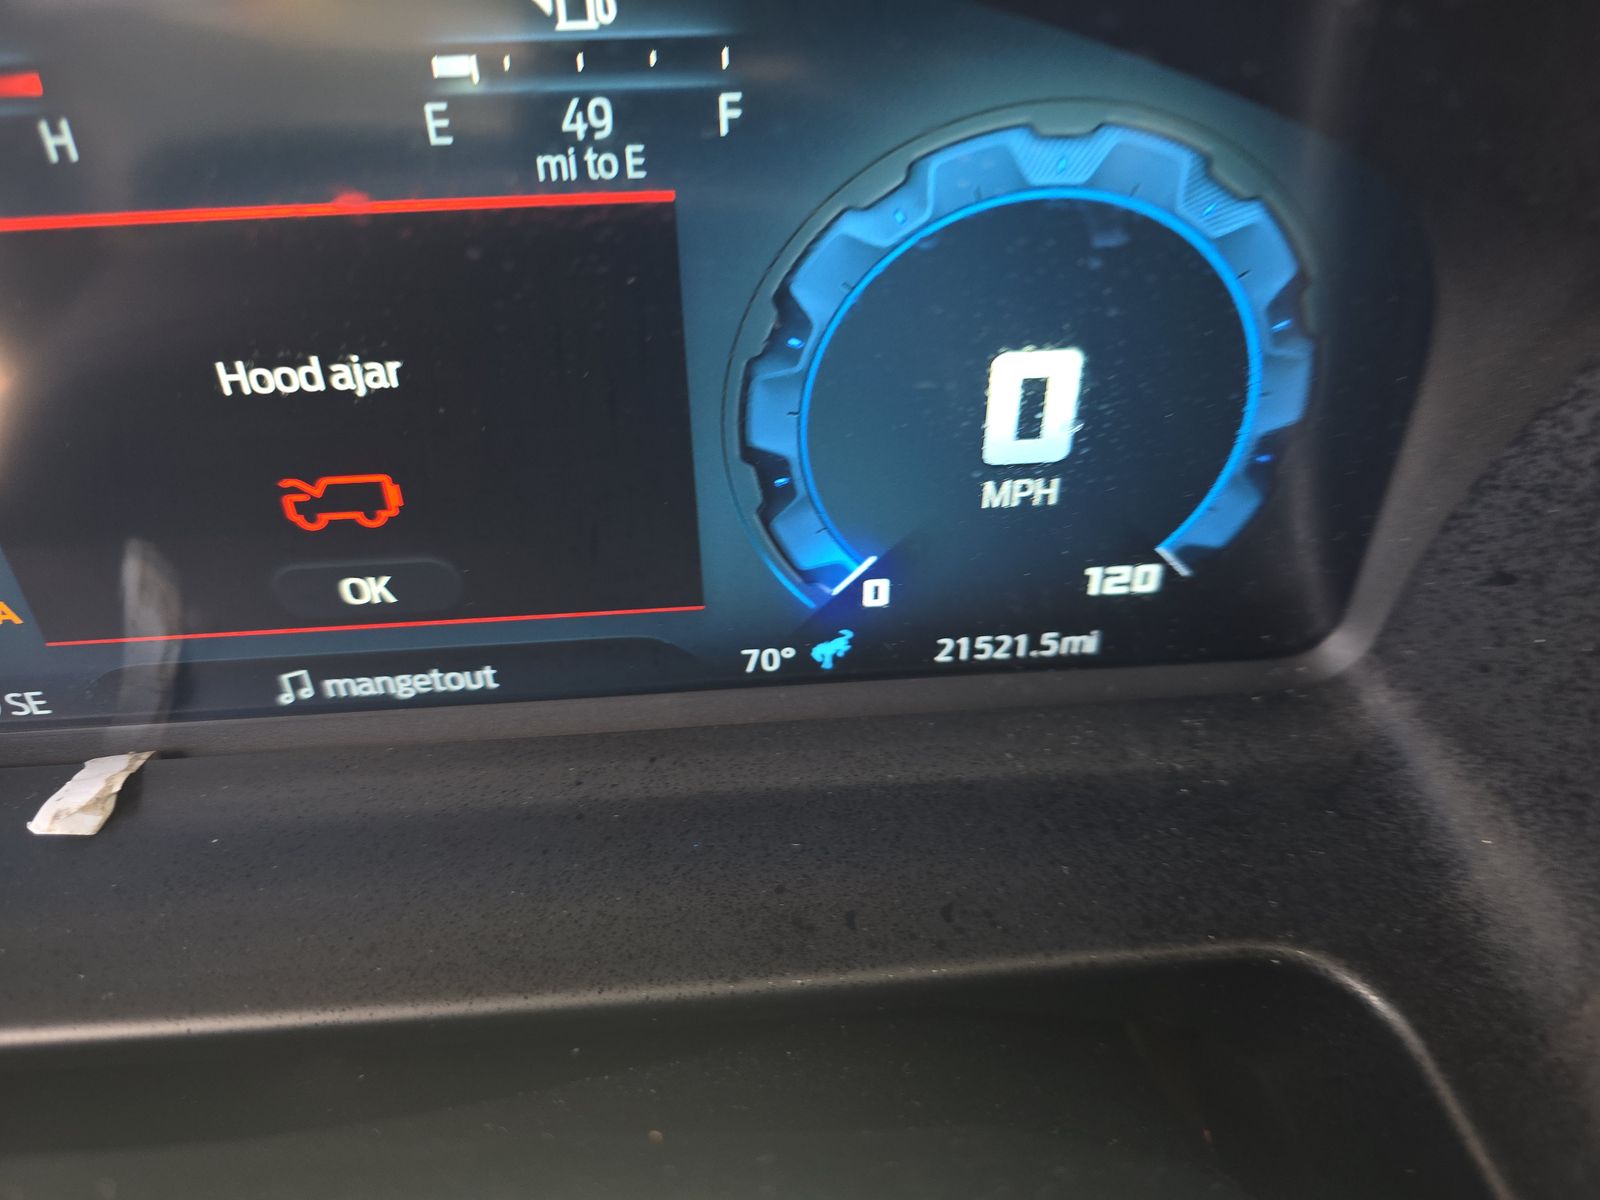 E 49 F
mi to E
H
Hood ajar
OK
0
MPH
0 120
A
SE
mangetout
70° 21521.5mi